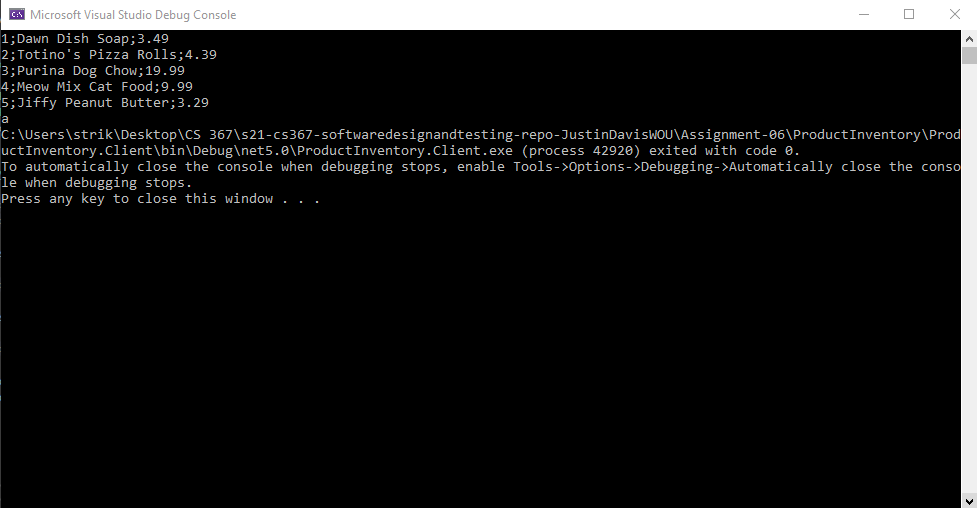 Microsoft Visual Studio Debug Console
1;Dawn Dish Soap;3.49
2;Totino's Pizza Rolls;4.39
3;Purina Dog Chow;19.99
4;Meow Mix Cat Food;9.99
5;Jiffy Peanut Butter;3.29
a
C:\Users\strik\Desktop\CS 367\s21-cs367-softwaredesignandtesting-repo-JustinDavisWOU\Assignment-06\ProductInventory\Prod
uctInventory.Client\bin\Debug\net5.0\ProductInventory.Client.exe (process 42920) exited with code 0.
To automatically close the console when debugging stops, enable Tools->Options->Debugging->Automatically close the conso
le when debugging stops.
Press any key to close this window . . .